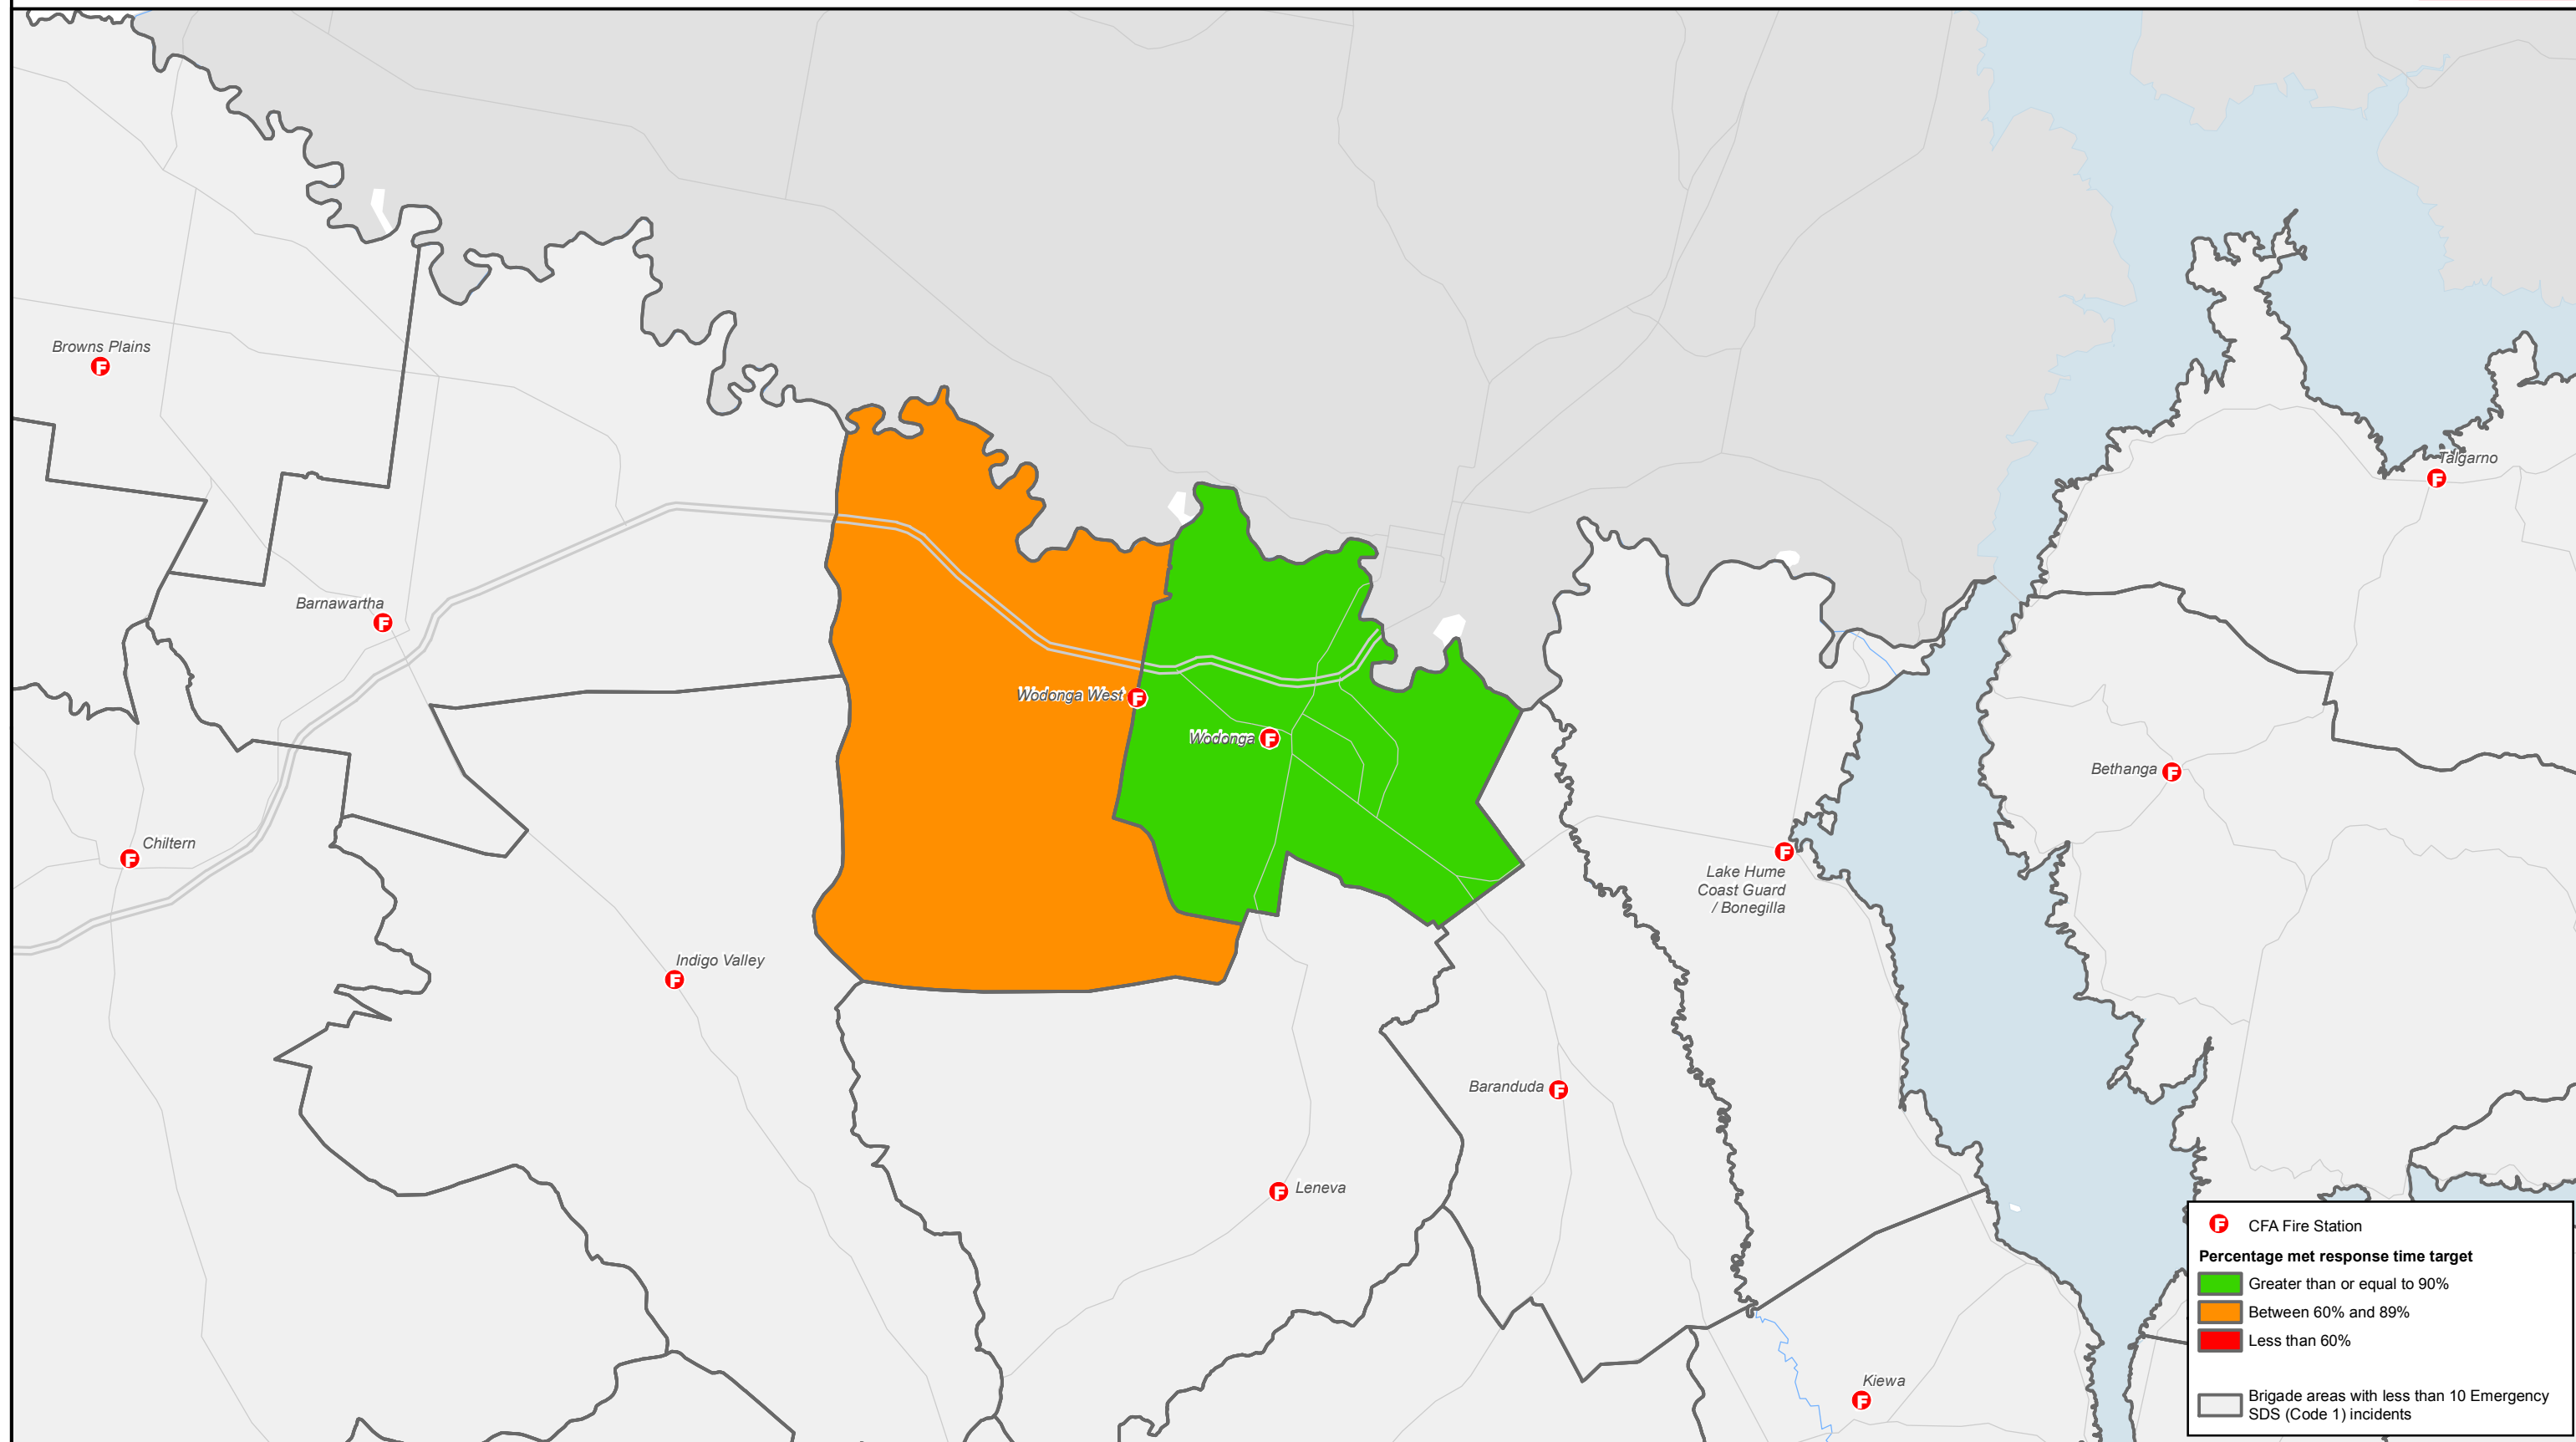 Browns Plains
F
Talgarno
F
Barnawartha
F
Wodonga West F
Wodonga F
Bethanga F
Chiltern
F
F
Lake Hume
Coast Guard
/ Bonegilla
Indigo Valley
F
Baranduda F
F Leneva
Kiewa
F
F CFA Fire Station
Percentage met response time target
Greater than or equal to 90%
Between 60% and 89%
Less than 60%
Brigade areas with less than 10 Emergency
SDS (Code 1) incidents